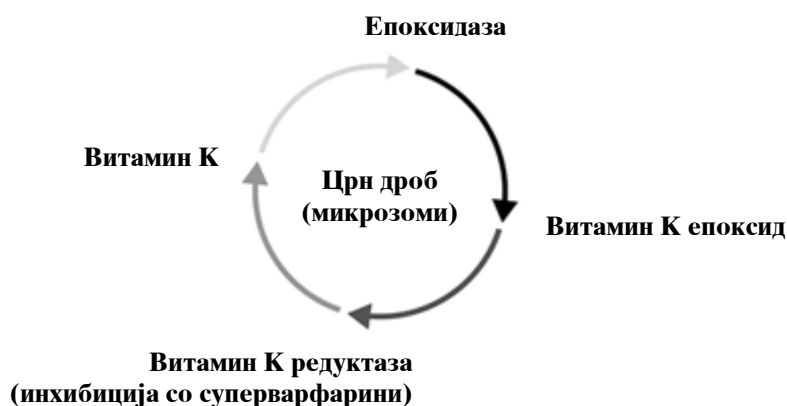 Епоксидаза
Витамин К
Црн дроб
(микрозоми)
Витамин К епоксид
Витамин К редуктаза
(инхибиција со суперварфарини)